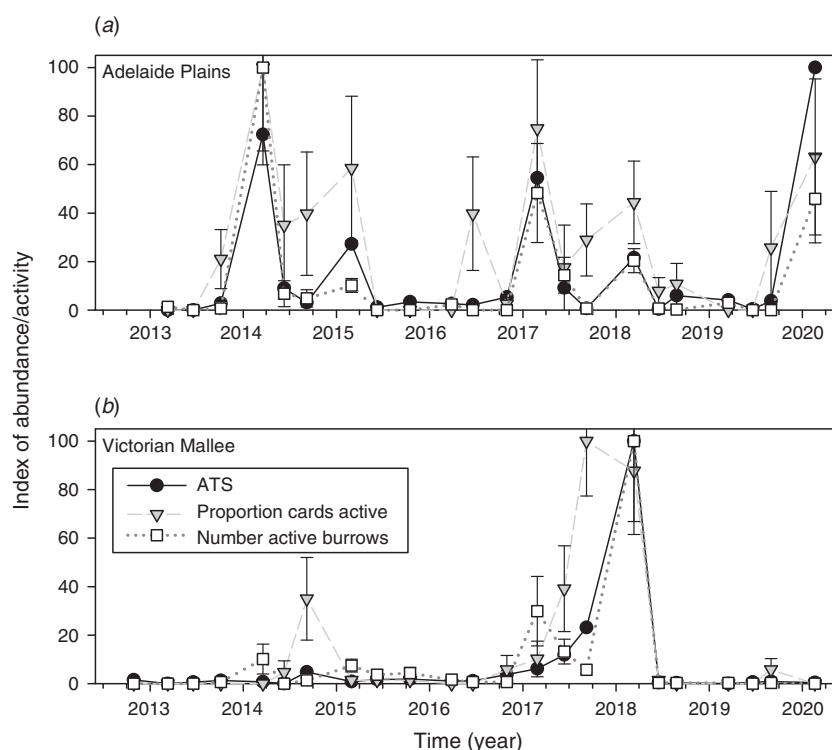 (a)
Adelaide Plains
100
80
60
40
20
0
2013 2014 2015 2016 2017 2018 2019 2020
Index of abundance/activity
(b)
Victorian Mallee
ATS
Proportion cards active
Number active burrows
100
80
60
40
20
0
2013 2014 2015 2016 2017 2018 2019 2020
Time (year)